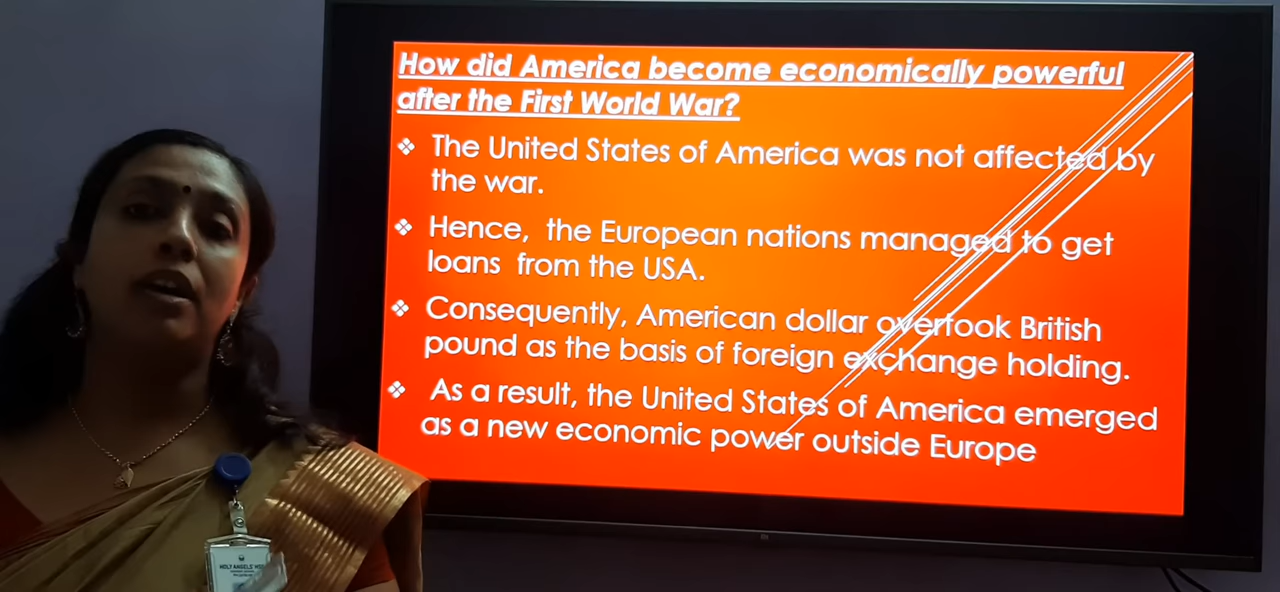 How did America become economically powerful
after the First World War?
❖ The United States of America was not affected by
the war.
❖ Hence, the European nations managed to get
loans from the USA.
❖ Consequently, American dollar overtook British
pound as the basis of foreign exchange holding.
❖ As a result, the United States of America emerged
as a new economic power outside Europe
HOLY ANGELS'